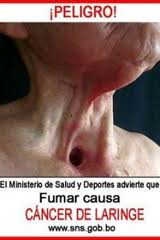 ¡PELIGRO!
El Ministerio de Salud y Deportes advierte que
Fumar causa
CÁNCER DE LARINGE
www.sns.gob.bo